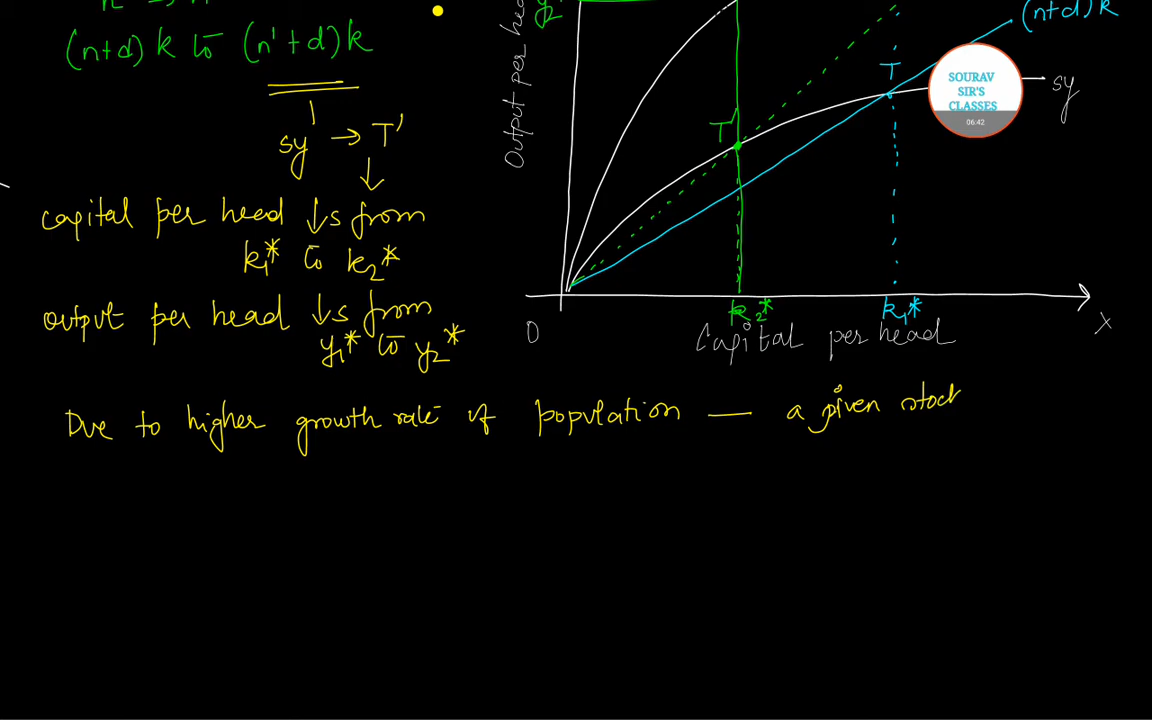 (n+d)k to (n'+d)k
sy → T'
capital per head ↓s from
k1* to k2*
output per head ↓s from
y1* to y2*
Due to higher growth rate of population — a given stock
Output per hea
y2
(n+d)k
T
SOURAV
SIR'S
CLASSES
06:42
sy
T'
k2*
k1*
O
Capital per head
X